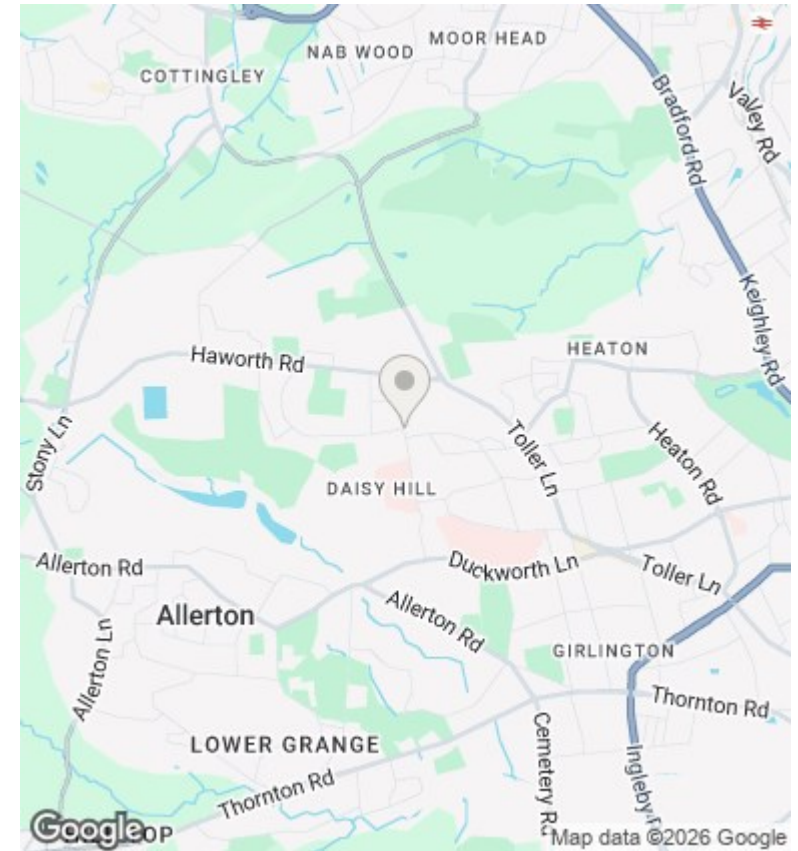 NAB WOOD
MOOR HEAD
COTTINGLEY
Bradford Rd
Valley Rd
Keighley Rd
HEATON
Haworth Rd
Toller Ln
Heaton Rd
Stony Ln
DAISY HILL
Duckworth Ln
Toller Ln
Allerton Rd
Allerton
Allerton Rd
Allerton Ln
GIRLINGTON
Thornton Rd
LOWER GRANGE
Cemetery Rd
Thornton Rd
Ingleby
Google
OP
Map data ©2026 Google